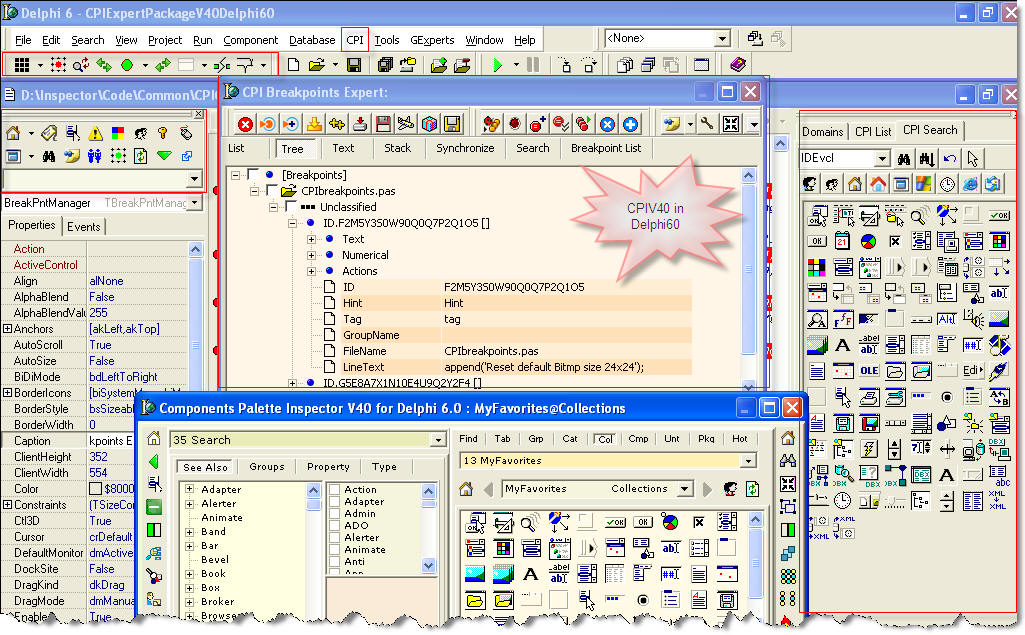 Delphi 6 - CPIExpertPackageV40Delphi60
File Edit Search View Project Run Component Database CPI Tools GExperts Window Help
<None>
D:\Inspector\Code\Common\CPI
BreakPntManager TBreakPntManag
Properties Events
Action
ActiveControl
Align alNone
AlphaBlend False
AlphaBlendValu 255
Anchors [akLeft,akTop]
AutoScroll True
AutoSize False
BiDiMode bdLeftToRight
BorderIcons [biSystemMenu,biMi
BorderStyle bsSizeabl
BorderWidth 0
Caption kpoints E
ClientHeight 352
ClientWidth 554
Color $8000
Constraints (TSizeCon
Ctl3D True
Cursor crDefault
DefaultMonitor dmActive
DockSite False
DragKind dkDrag
DragMode dmManua
Enabled True
CPI Breakpoints Expert:
List Tree Text Stack Synchronize Search Breakpoint List
[Breakpoints]
CPIbreakpoints.pas
Unclassified
ID.F2M5Y3S0W90Q0Q7P2Q1O5 []
Text
Numerical
Actions
ID F2M5Y3S0W90Q0Q7P2Q1O5
Hint Hint
Tag tag
GroupName
FileName CPIbreakpoints.pas
LineText append('Reset default Bitmp size 24x24');
ID.G5E8A7X1N10E4U9Q2Y2F4 []
CPIV40 in
Delphi60
Domains CPI List CPI Search
IDEvcl
Components Palette Inspector V40 for Delphi 6.0 : MyFavorites@Collections
35 Search
See Also Groups Property Type
Adapter
Alerter
Animate
Band
Bar
Bevel
Book
Box
Broker
Browse
Action
Adapter
Admin
ADO
Alerter
Animate
Anti
App
Find Tab Grp Cat Col Cmp Unt Pkg Hot
13 MyFavorites
MyFavorites Collections